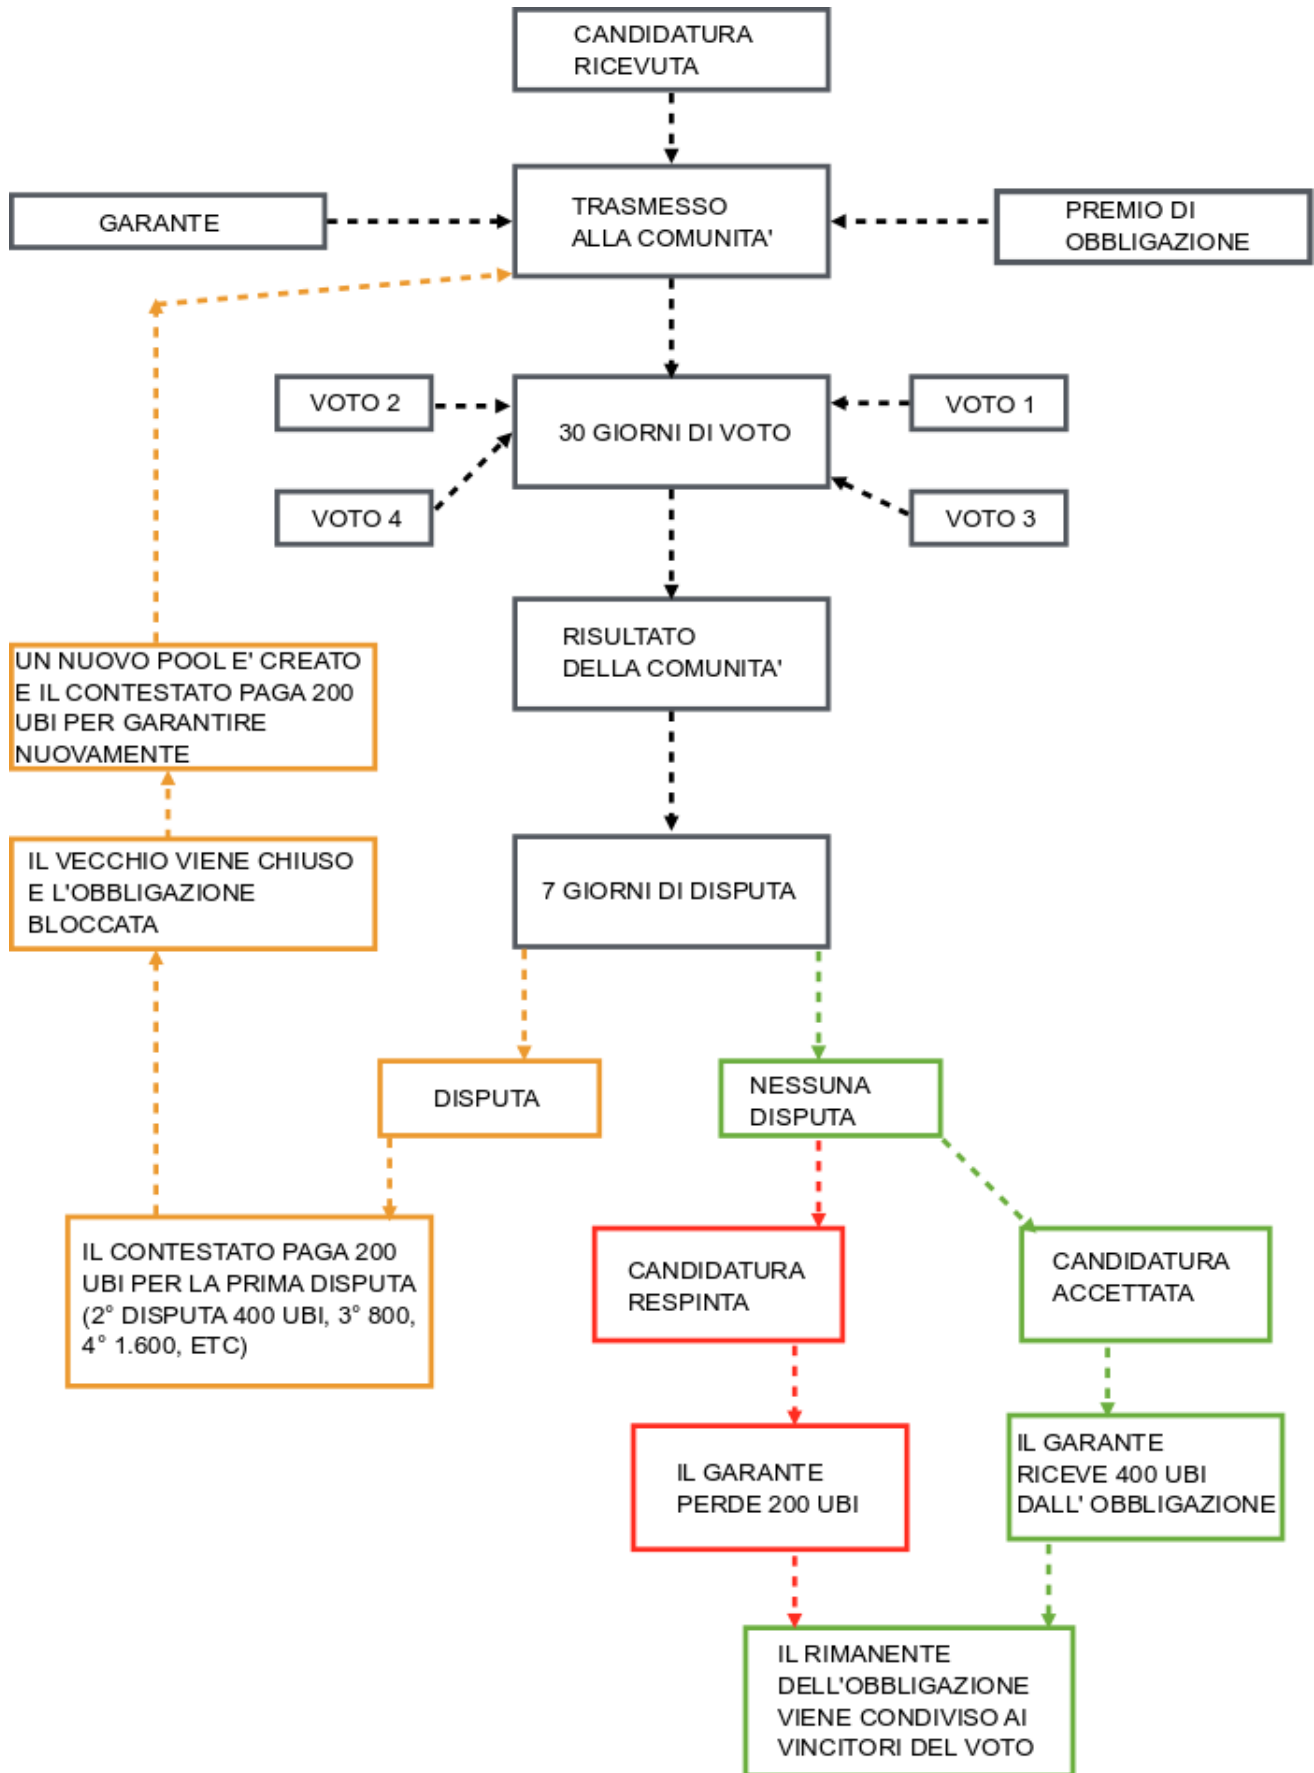 CANDIDATURA
RICEVUTA
GARANTE
TRASMESSO
ALLA COMUNITA'
PREMIO DI
OBBLIGAZIONE
VOTO 2
30 GIORNI DI VOTO
VOTO 1
VOTO 4
VOTO 3
RISULTATO
DELLA COMUNITA'
UN NUOVO POOL E' CREATO
E IL CONTESTATO PAGA 200
UBI PER GARANTIRE
NUOVAMENTE
IL VECCHIO VIENE CHIUSO
E L'OBBLIGAZIONE
BLOCCATA
7 GIORNI DI DISPUTA
DISPUTA
NESSUNA
DISPUTA
IL CONTESTATO PAGA 200
UBI PER LA PRIMA DISPUTA
(2° DISPUTA 400 UBI, 3° 800,
4° 1.600, ETC)
CANDIDATURA
RESPINTA
CANDIDATURA
ACCETTATA
IL GARANTE
PERDE 200 UBI
IL GARANTE
RICEVE 400 UBI
DALL' OBBLIGAZIONE
IL RIMANENTE
DELL'OBBLIGAZIONE
VIENE CONDIVISO AI
VINCITORI DEL VOTO